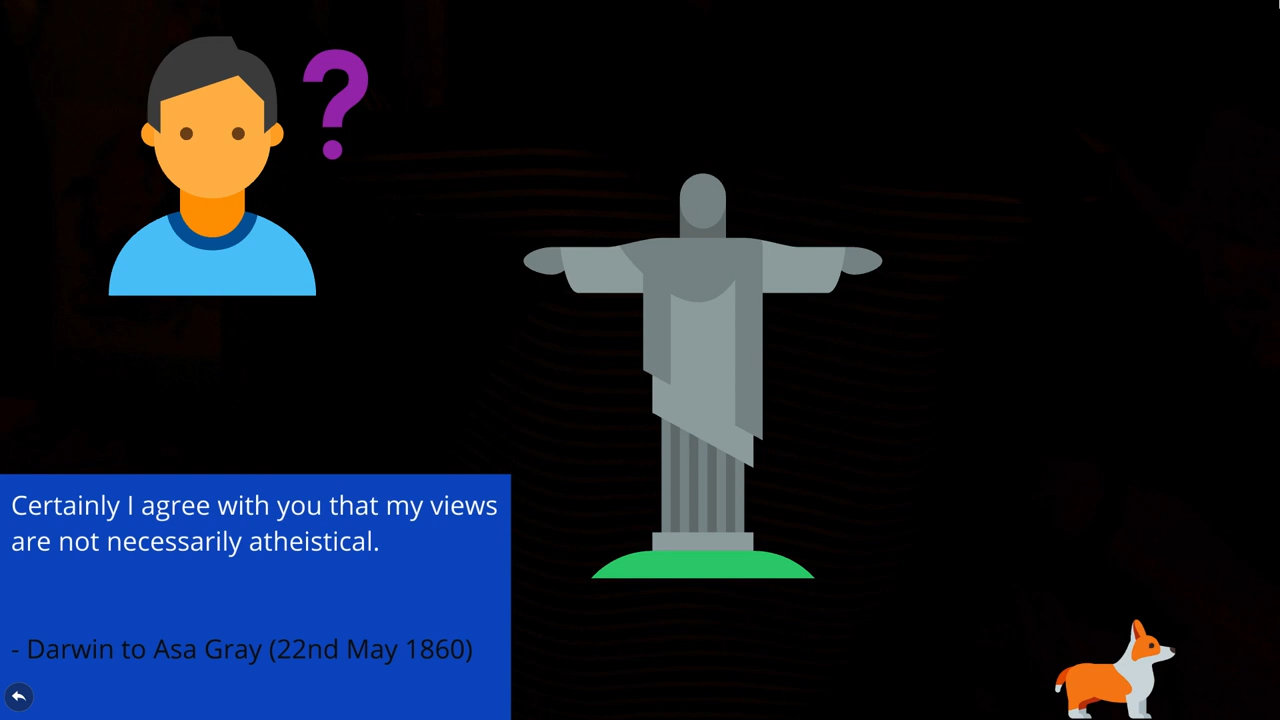 ?
Certainly I agree with you that my views
are not necessarily atheistical.
- Darwin to Asa Gray (22nd May 1860)